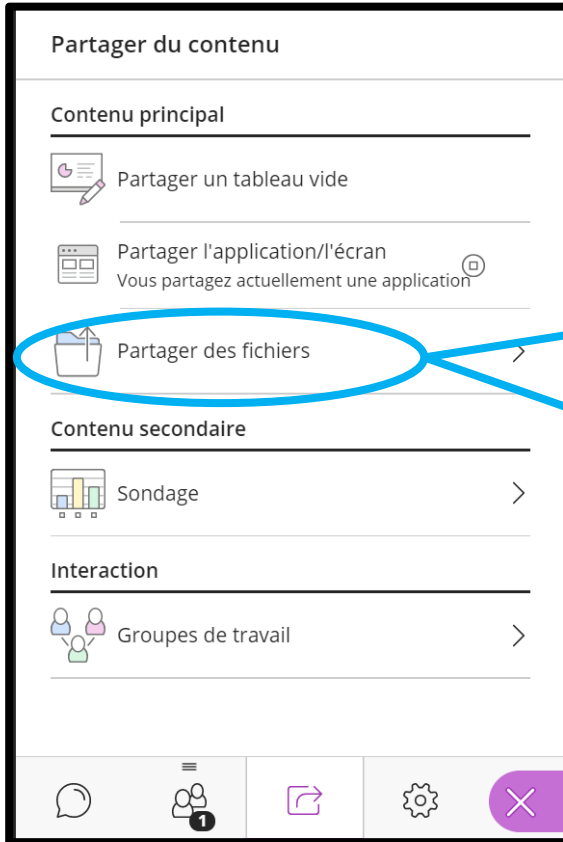 Partager du contenu
Contenu principal
Partager un tableau vide
Partager l'application/l'écran
Vous partagez actuellement une application
Partager des fichiers
Contenu secondaire
Sondage
Interaction
Groupes de travail
1